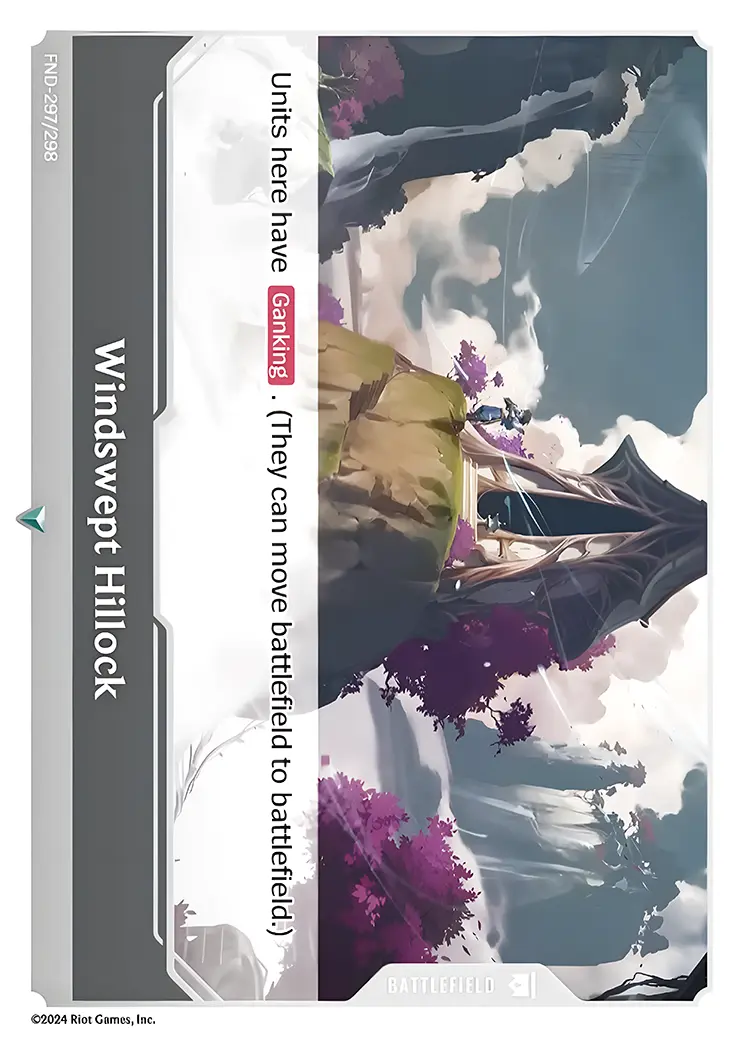 BATTLEFIELD
Units here have Ganking . (They can move battlefield to battlefield.)
Windswept Hillock
FND-297/298
©2024 Riot Games, Inc.